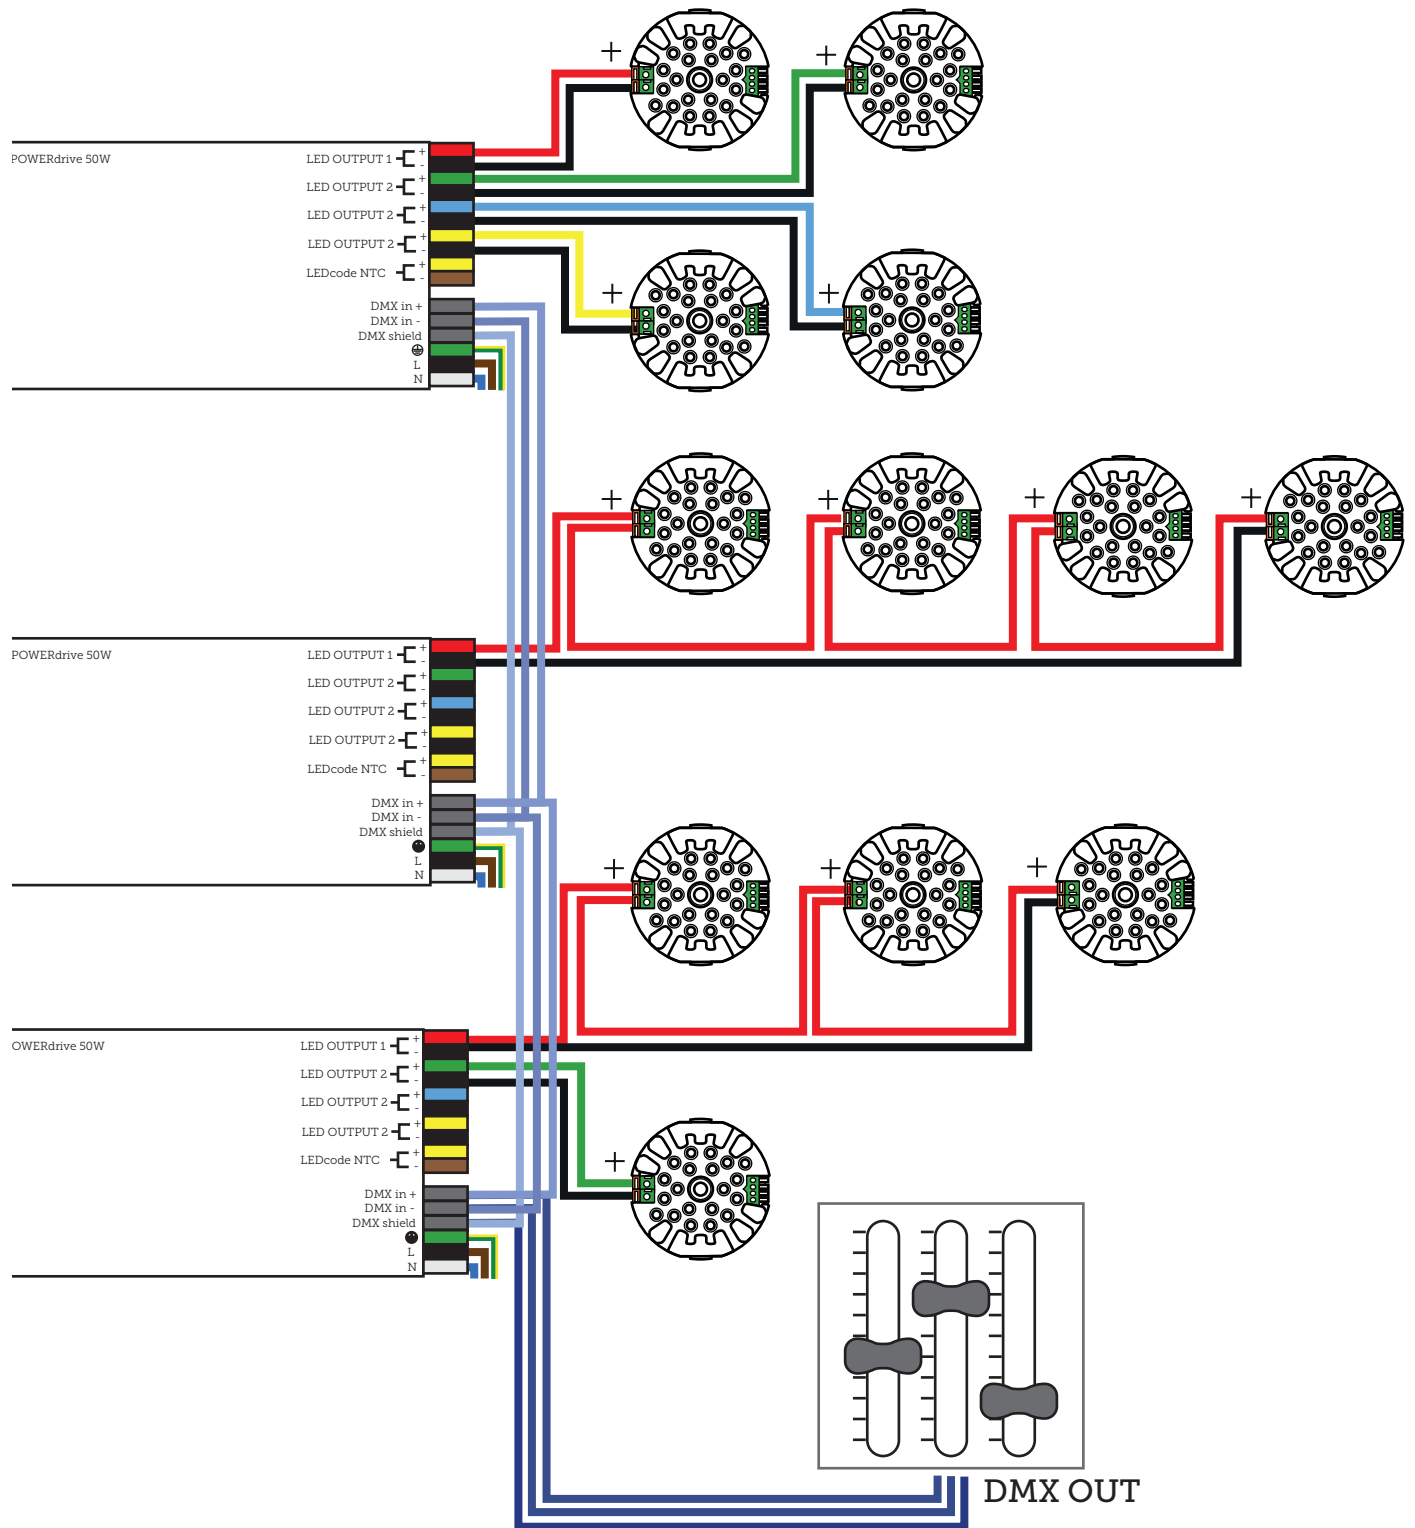 POWERdrive 50W
LED OUTPUT 1 + -
LED OUTPUT 2 + -
LED OUTPUT 2 + -
LED OUTPUT 2 + -
LEDcode NTC + -
DMX in +
DMX in -
DMX shield
L
N
+ +
+ +
POWERdrive 50W
LED OUTPUT 1 + -
LED OUTPUT 2 + -
LED OUTPUT 2 + -
LED OUTPUT 2 + -
LEDcode NTC + -
DMX in +
DMX in -
DMX shield
L
N
+ + + +
OWERdrive 50W
LED OUTPUT 1 + -
LED OUTPUT 2 + -
LED OUTPUT 2 + -
LED OUTPUT 2 + -
LEDcode NTC + -
DMX in +
DMX in -
DMX shield
L
N
+ + +
+
DMX OUT